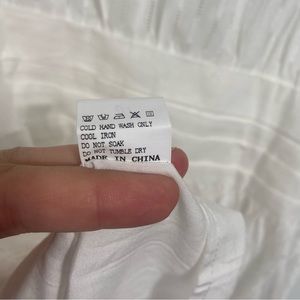 COLD HAND WASH ONLY
COOL IRON
DO NOT SOAK
DO NOT TUMBLE DRY
MADE IN CHINA